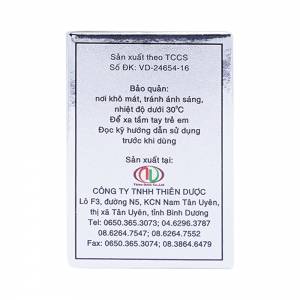 Sản xuất theo TCCS
Số ĐK: VD-24654-16
Bảo quản:
nơi khô mát, tránh ánh sáng,
nhiệt độ dưới 30°C
Để xa tầm tay trẻ em
Đọc kỹ hướng dẫn sử dụng
trước khi dùng
Sản xuất tại:
CÔNG TY TNHH THIÊN DƯỢC
Lô F3, đường N5, KCN Nam Tân Uyên,
thị xã Tân Uyên, tỉnh Bình Dương
Tel: 0650.365.3073; 04.6296.3787
08.6264.7547; 08.6264.7552
Fax: 0650.365.3074; 08.3864.6479